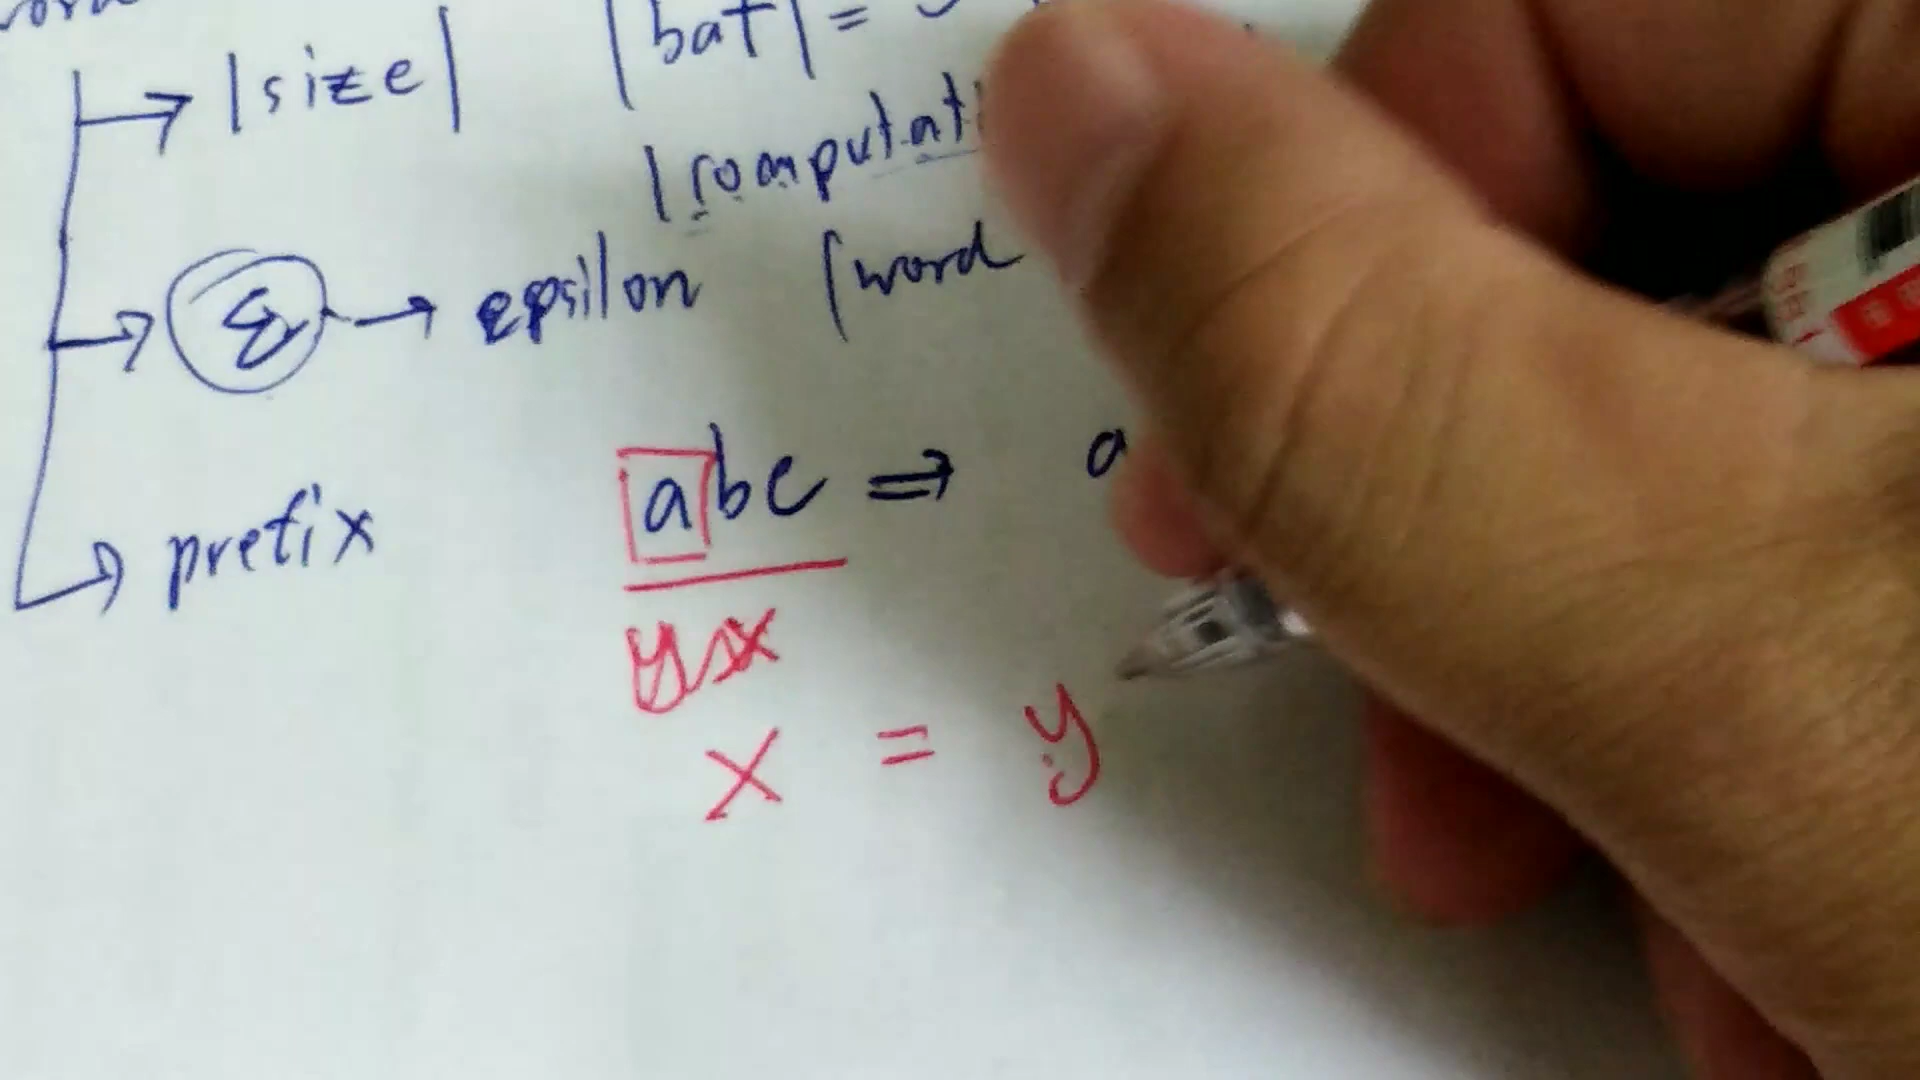 |size| |bat| =
|computat
Σ → epsilon (word
abc ⇒ a
prefix
yx
x = y